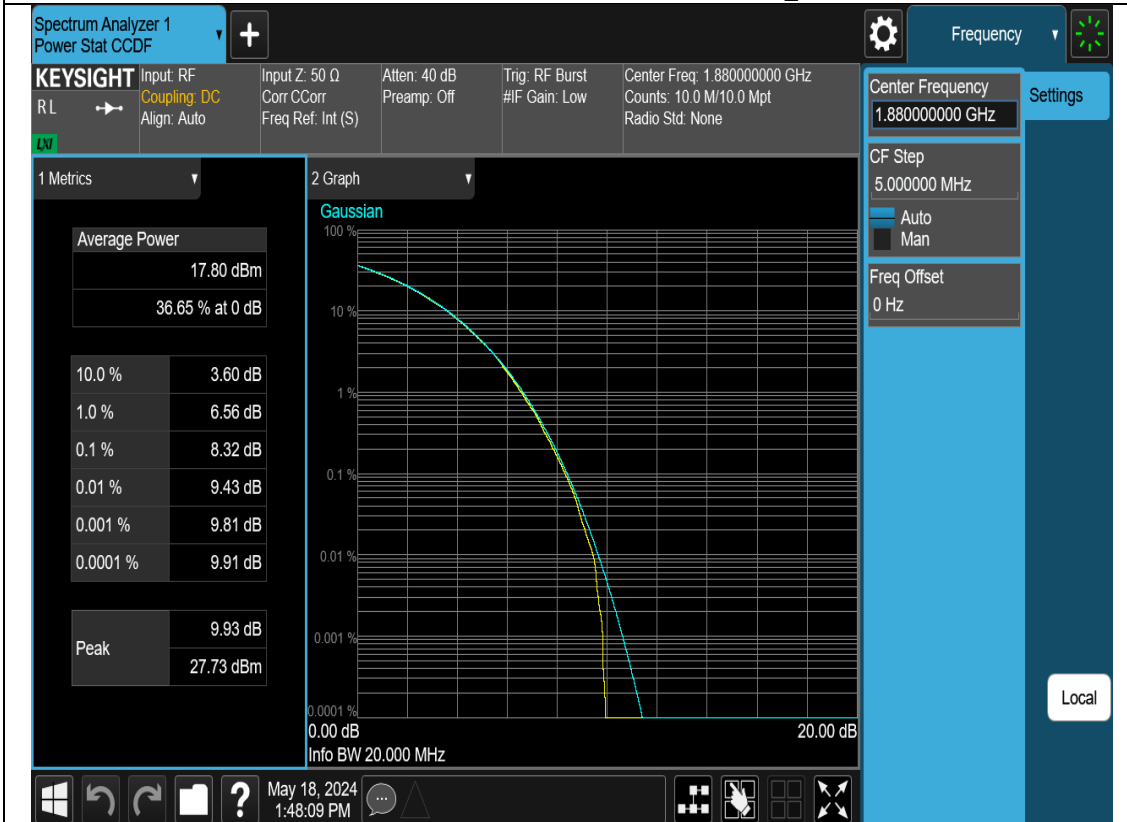 Spectrum Analyzer 1
Power Stat CCDF
Frequency
KEYSIGHT
RL
LXI
Input: RF
Coupling: DC
Align: Auto
Input Z: 50 Ω
Corr CCorr
Freq Ref: Int (S)
Atten: 40 dB
Preamp: Off
Trig: RF Burst
#IF Gain: Low
Center Freq: 1.880000000 GHz
Counts: 10.0 M/10.0 Mpt
Radio Std: None
Center Frequency
1.880000000 GHz
Settings
CF Step
5.000000 MHz
Auto
Man
Freq Offset
0 Hz
Local
1 Metrics
Average Power
17.80 dBm
36.65 % at 0 dB
10.0 % 3.60 dB
1.0 % 6.56 dB
0.1 % 8.32 dB
0.01 % 9.43 dB
0.001 % 9.81 dB
0.0001 % 9.91 dB
Peak
9.93 dB
27.73 dBm
2 Graph
Gaussian
100 %
10 %
1 %
0.1 %
0.01 %
0.001 %
0.0001 %
0.00 dB 20.00 dB
Info BW 20.000 MHz
?
May 18, 2024
1:48:09 PM